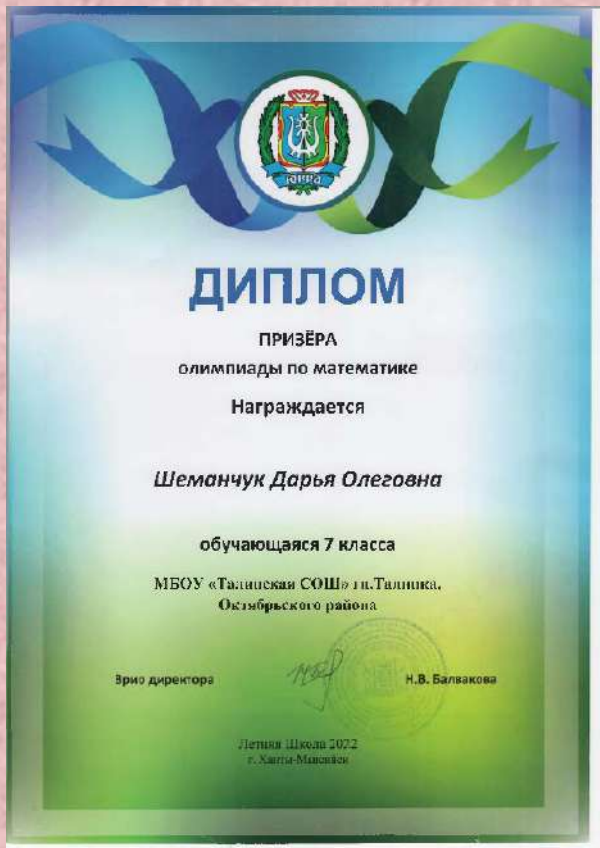 ЮГРА
ДИПЛОМ
ПРИЗЁРА
олимпиады по математике
Награждается
Шеманчук Дарья Олеговна
обучающаяся 7 класса
МБОУ «Талинская СОШ» гп.Талинка,
Октябрьского района
Врио директора Н.В. Балвакова
Летняя Школа 2022
г. Ханты-Мансийск